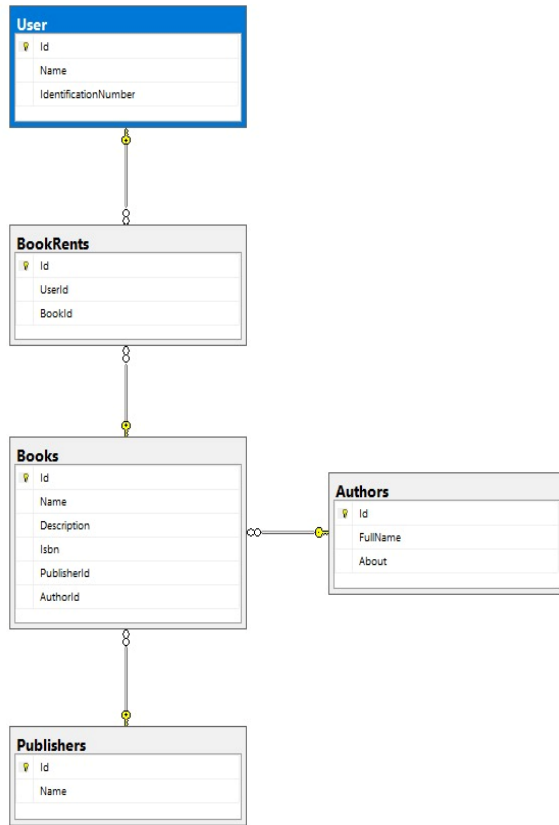 User
Id
Name
IdentificationNumber
BookRents
Id
UserId
BookId
Books
Id
Name
Description
Isbn
PublisherId
AuthorId
Authors
Id
FullName
About
Publishers
Id
Name